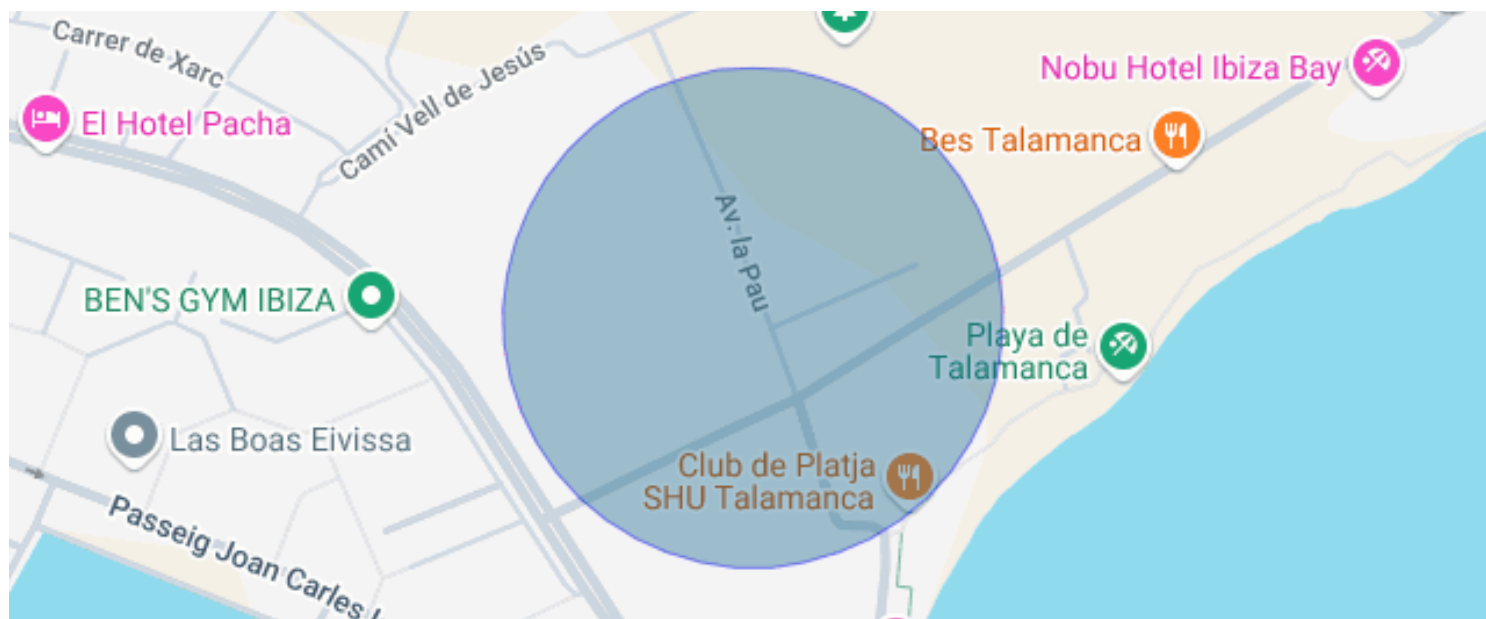 Carrer de Xarc
Camí Vell de Jesús
Nobu Hotel Ibiza Bay
El Hotel Pacha
Bes Talamanca
Av. la Pau
BEN'S GYM IBIZA
Playa de
Talamanca
Las Boas Eivissa
Club de Platja
SHU Talamanca
Passeig Joan Carles I